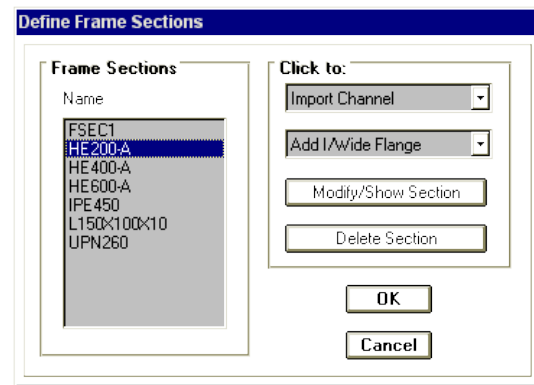 Define Frame Sections
Frame Sections
Name
FSEC1
HE200-A
HE400-A
HE600-A
IPE450
L150X100X10
UPN260
Click to:
Import Channel
Add I/Wide Flange
Modify/Show Section
Delete Section
OK
Cancel